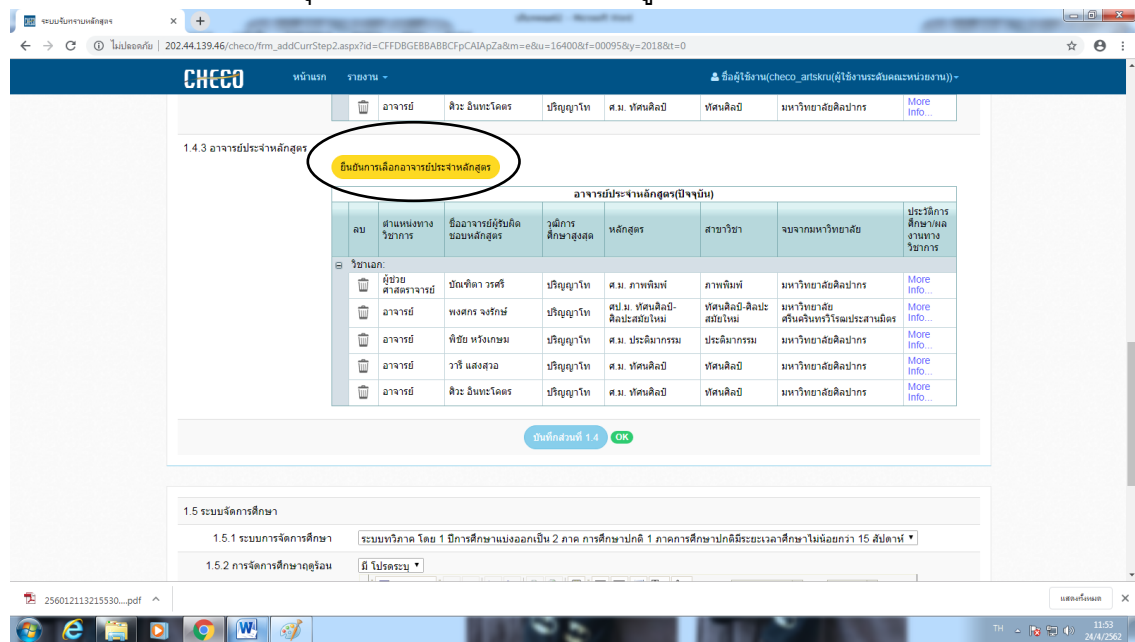 ระบบรับทราบหลักสูตร
ไม่ปลอดภัย 202.44.139.46/checo/frm_addCurrStep2.aspx?id=CFFDBGEBBABBCFpCAIApZa&m=e&u=16400&f=00095&y=2018&t=0
CHECO หน้าแรก รายงาน ชื่อผู้ใช้งาน(checo_artskru(ผู้ใช้งานระดับคณะหน่วยงาน))
อาจารย์ ศิวะ อินทะโคตร ปริญญาโท ศ.ม. ทัศนศิลป์ ทัศนศิลป์ มหาวิทยาลัยศิลปากร More Info...
1.4.3 อาจารย์ประจำหลักสูตร
ยืนยันการเลือกอาจารย์ประจำหลักสูตร
อาจารย์ประจำหลักสูตร(ปัจจุบัน)
ลบ ตำแหน่งทางวิชาการ ชื่ออาจารย์ผู้รับผิดชอบหลักสูตร วุฒิการศึกษาสูงสุด หลักสูตร สาขาวิชา จบจากมหาวิทยาลัย ประวัติการศึกษา/ผลงานทางวิชาการ
วิชาเอก:
ผู้ช่วยศาสตราจารย์ บัณฑิตา วรศรี ปริญญาโท ศ.ม. ภาพพิมพ์ ภาพพิมพ์ มหาวิทยาลัยศิลปากร More Info...
อาจารย์ พงศกร จงรักษ์ ปริญญาโท ศป.ม. ทัศนศิลป์-ศิลปะสมัยใหม่ ทัศนศิลป์-ศิลปะสมัยใหม่ มหาวิทยาลัยศรีนครินทรวิโรฒประสานมิตร More Info...
อาจารย์ พิชัย หวังเกษม ปริญญาโท ศ.ม. ประติมากรรม ประติมากรรม มหาวิทยาลัยศิลปากร More Info...
อาจารย์ วารี แสงสุวอ ปริญญาโท ศ.ม. ทัศนศิลป์ ทัศนศิลป์ มหาวิทยาลัยศิลปากร More Info...
อาจารย์ ศิวะ อินทะโคตร ปริญญาโท ศ.ม. ทัศนศิลป์ ทัศนศิลป์ มหาวิทยาลัยศิลปากร More Info...
บันทึกส่วนที่ 1.4 OK
1.5 ระบบจัดการศึกษา
1.5.1 ระบบการจัดการศึกษา ระบบทวิภาค โดย 1 ปีการศึกษาแบ่งออกเป็น 2 ภาค การศึกษาปกติ 1 ภาคการศึกษาปกติมีระยะเวลาศึกษาไม่น้อยกว่า 15 สัปดาห์
1.5.2 การจัดการศึกษาฤดูร้อน มี โปรดระบุ
256012113215530....pdf แสดงทั้งหมด
TH 11:53
24/4/2562